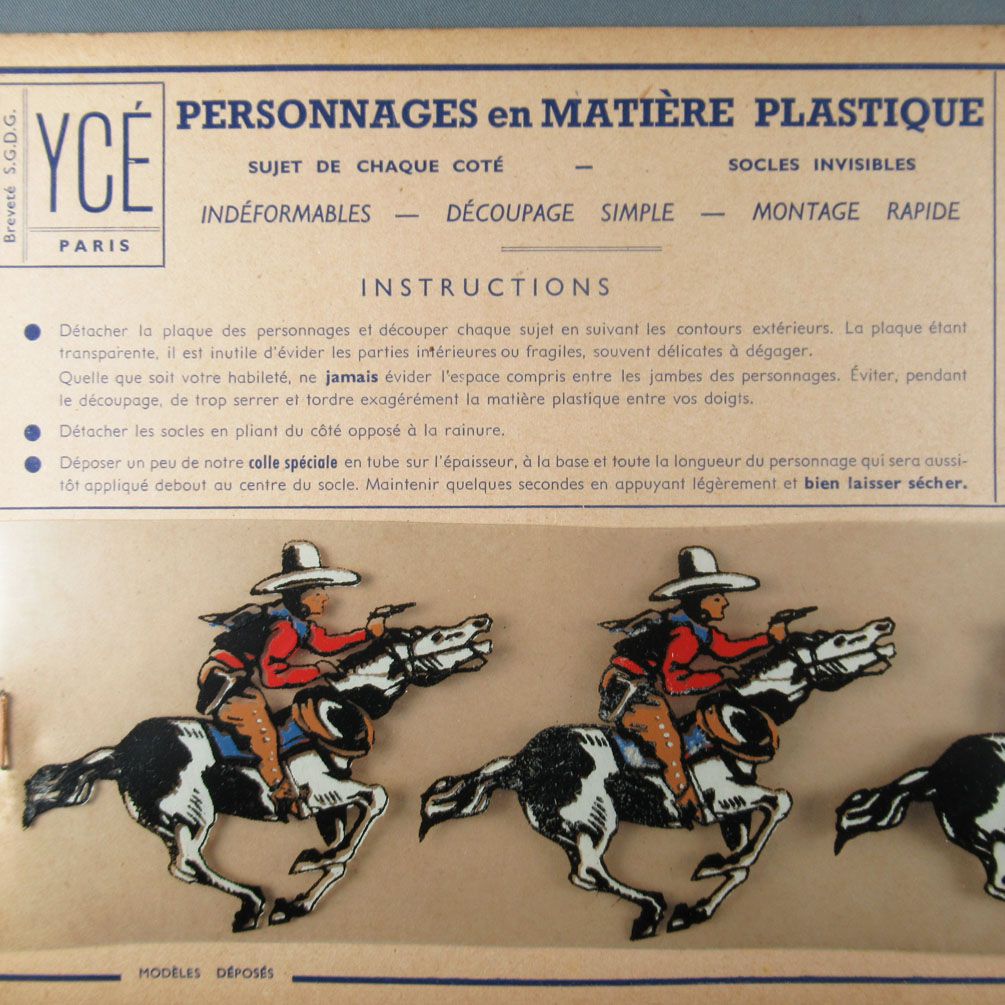 Breveté S.G.D.G.
YCÉ
PARIS
PERSONNAGES en MATIÈRE PLASTIQUE
SUJET DE CHAQUE COTÉ — SOCLES INVISIBLES
INDÉFORMABLES — DÉCOUPAGE SIMPLE — MONTAGE RAPIDE
INSTRUCTIONS
● Détacher la plaque des personnages et découper chaque sujet en suivant les contours extérieurs. La plaque étant
transparente, il est inutile d'évider les parties intérieures ou fragiles, souvent délicates à dégager.
Quelle que soit votre habileté, ne jamais évider l'espace compris entre les jambes des personnages. Éviter, pendant
le découpage, de trop serrer et tordre exagérément la matière plastique entre vos doigts.
● Détacher les socles en pliant du côté opposé à la rainure.
● Déposer un peu de notre colle spéciale en tube sur l'épaisseur, à la base et toute la longueur du personnage qui sera aussi-
tôt appliqué debout au centre du socle. Maintenir quelques secondes en appuyant légèrement et bien laisser sécher.
MODÈLES DÉPOSÉS